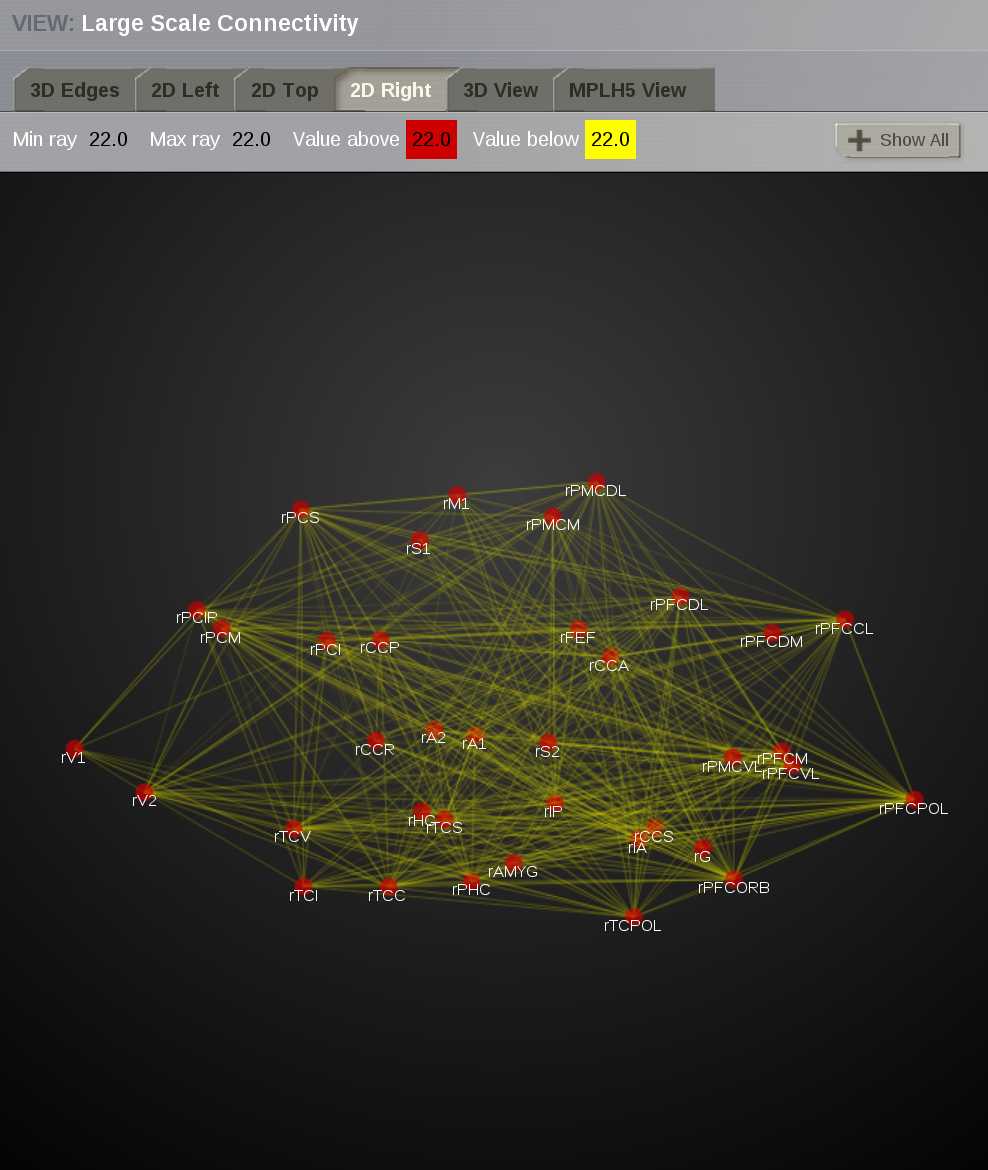 VIEW: Large Scale Connectivity
3D Edges 2D Left 2D Top 2D Right 3D View MPLH5 View
Min ray 22.0 Max ray 22.0 Value above 22.0 Value below 22.0 Show All
rPMCDL
rM1
rPCS
rPMCM
rS1
rPFCDL
rPCIP
rPCM
rPFCCL
rFEF
rPFCDM
rPCI
rCCP
rCCA
rA2
rA1
rCCR
rS2
rV1
rPFCM
rPMCVL
rPFCVL
rV2
rPFCPOL
rIP
rHC
rTCS
rTCV
rCCS
rIA
rG
rAMYG
rPHC
rPFCORB
rTCI
rTCC
rTCPOL